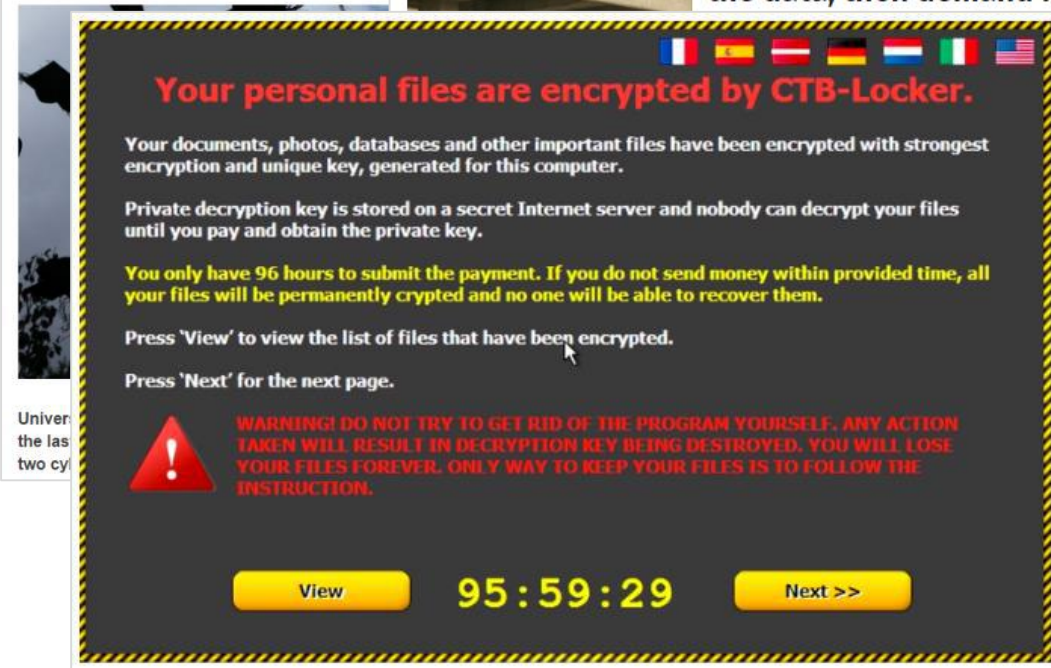 the data, then demand
Your personal files are encrypted by CTB-Locker.
Your documents, photos, databases and other important files have been encrypted with strongest
encryption and unique key, generated for this computer.
Private decryption key is stored on a secret Internet server and nobody can decrypt your files
until you pay and obtain the private key.
You only have 96 hours to submit the payment. If you do not send money within provided time, all
your files will be permanently crypted and no one will be able to recover them.
Press 'View' to view the list of files that have been encrypted.
Press 'Next' for the next page.
WARNING! DO NOT TRY TO GET RID OF THE PROGRAM YOURSELF. ANY ACTION
TAKEN WILL RESULT IN DECRYPTION KEY BEING DESTROYED. YOU WILL LOSE
YOUR FILES FOREVER. ONLY WAY TO KEEP YOUR FILES IS TO FOLLOW THE
INSTRUCTION.
Univer
the las
two cy
View
95:59:29
Next >>